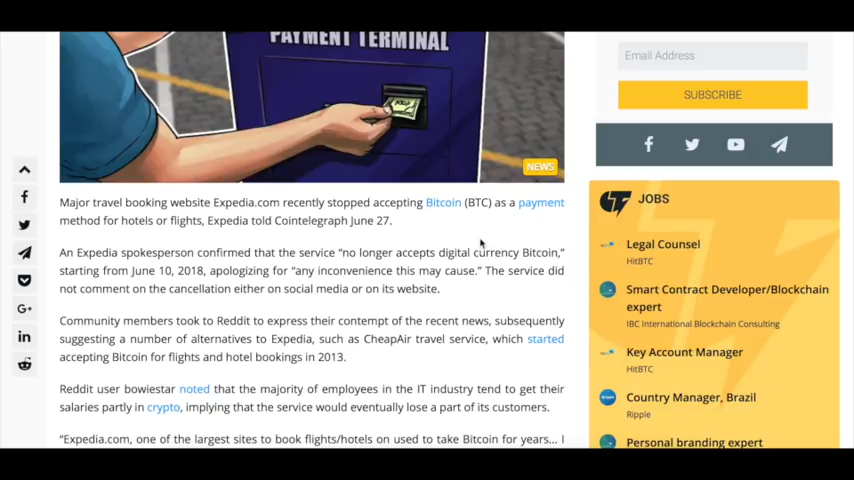 PAYMENT TERMINAL
NEWS
Major travel booking website Expedia.com recently stopped accepting Bitcoin (BTC) as a payment
method for hotels or flights, Expedia told Cointelegraph June 27.
An Expedia spokesperson confirmed that the service “no longer accepts digital currency Bitcoin,”
starting from June 10, 2018, apologizing for “any inconvenience this may cause.” The service did
not comment on the cancellation either on social media or on its website.
Community members took to Reddit to express their contempt of the recent news, subsequently
suggesting a number of alternatives to Expedia, such as CheapAir travel service, which started
accepting Bitcoin for flights and hotel bookings in 2013.
Reddit user bowiestar noted that the majority of employees in the IT industry tend to get their
salaries partly in crypto, implying that the service would eventually lose a part of its customers.
“Expedia.com, one of the largest sites to book flights/hotels on used to take Bitcoin for years... I
Email Address
SUBSCRIBE
JOBS
Legal Counsel
HitBTC
Smart Contract Developer/Blockchain
expert
IBC International Blockchain Consulting
Key Account Manager
HitBTC
Country Manager, Brazil
Ripple
Personal branding expert